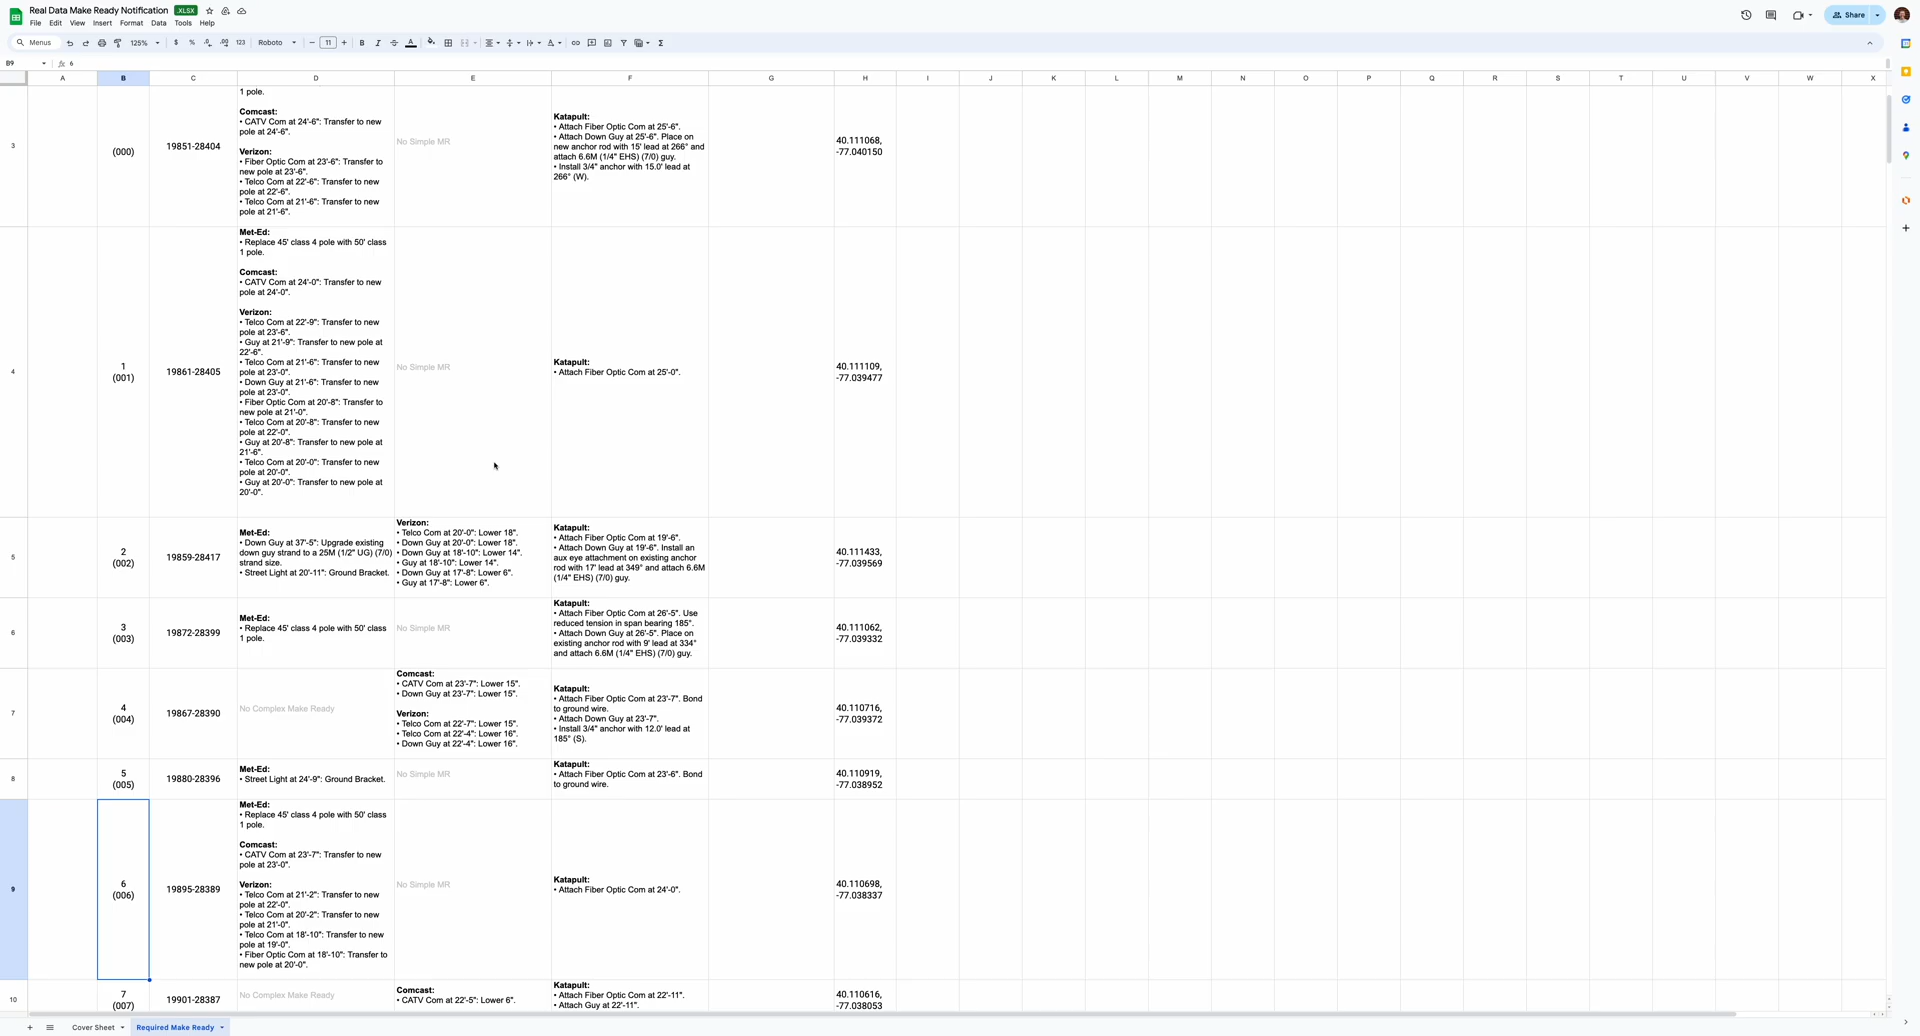 Real Data Make Ready Notification .XLSX
File Edit View Insert Format Data Tools Help
Share
Menus 125% $ % .0 .00 123 Roboto − 11 + B I A Σ
B9 fx 6
A B C D E F G H I J K L M N O P Q R S T U V W X
3
(000)
19851-28404
1 pole.
Comcast:
• CATV Com at 24'-6": Transfer to new
pole at 24'-6".
Verizon:
• Fiber Optic Com at 23'-6": Transfer to
new pole at 23'-6".
• Telco Com at 22'-6": Transfer to new
pole at 22'-6".
• Telco Com at 21'-6": Transfer to new
pole at 21'-6".
No Simple MR
Katapult:
• Attach Fiber Optic Com at 25'-6".
• Attach Down Guy at 25'-6". Place on
new anchor rod with 15' lead at 266° and
attach 6.6M (1/4" EHS) (7/0) guy.
• Install 3/4" anchor with 15.0' lead at
266° (W).
40.111068,
-77.040150
4
1
(001)
19861-28405
Met-Ed:
• Replace 45' class 4 pole with 50' class
1 pole.
Comcast:
• CATV Com at 24'-0": Transfer to new
pole at 24'-0".
Verizon:
• Telco Com at 22'-9": Transfer to new
pole at 23'-6".
• Guy at 21'-9": Transfer to new pole at
22'-6".
• Telco Com at 21'-6": Transfer to new
pole at 23'-0".
• Down Guy at 21'-6": Transfer to new
pole at 23'-0".
• Fiber Optic Com at 20'-8": Transfer to
new pole at 21'-0".
• Telco Com at 20'-8": Transfer to new
pole at 22'-0".
• Guy at 20'-8": Transfer to new pole at
21'-6".
• Telco Com at 20'-0": Transfer to new
pole at 20'-0".
• Guy at 20'-0": Transfer to new pole at
20'-0".
No Simple MR
Katapult:
• Attach Fiber Optic Com at 25'-0".
40.111109,
-77.039477
5
2
(002)
19859-28417
Met-Ed:
• Down Guy at 37'-5": Upgrade existing
down guy strand to a 25M (1/2" UG) (7/0)
strand size.
• Street Light at 20'-11": Ground Bracket.
Verizon:
• Telco Com at 20'-0": Lower 18".
• Down Guy at 20'-0": Lower 18".
• Down Guy at 18'-10": Lower 14".
• Guy at 18'-10": Lower 14".
• Down Guy at 17'-8": Lower 6".
• Guy at 17'-8": Lower 6".
Katapult:
• Attach Fiber Optic Com at 19'-6".
• Attach Down Guy at 19'-6". Install an
aux eye attachment on existing anchor
rod with 17' lead at 349° and attach 6.6M
(1/4" EHS) (7/0) guy.
40.111433,
-77.039569
6
3
(003)
19872-28399
Met-Ed:
• Replace 45' class 4 pole with 50' class
1 pole.
No Simple MR
Katapult:
• Attach Fiber Optic Com at 26'-5". Use
reduced tension in span bearing 185°.
• Attach Down Guy at 26'-5". Place on
existing anchor rod with 9' lead at 334°
and attach 6.6M (1/4" EHS) (7/0) guy.
40.111062,
-77.039332
7
4
(004)
19867-28390
No Complex Make Ready
Comcast:
• CATV Com at 23'-7": Lower 15".
• Down Guy at 23'-7": Lower 15".
Verizon:
• Telco Com at 22'-7": Lower 15".
• Telco Com at 22'-4": Lower 16".
• Down Guy at 22'-4": Lower 16".
Katapult:
• Attach Fiber Optic Com at 23'-7". Bond
to ground wire.
• Attach Down Guy at 23'-7".
• Install 3/4" anchor with 12.0' lead at
185° (S).
40.110716,
-77.039372
8
5
(005)
19880-28396
Met-Ed:
• Street Light at 24'-9": Ground Bracket.
No Simple MR
Katapult:
• Attach Fiber Optic Com at 23'-6". Bond
to ground wire.
40.110919,
-77.038952
9
6
(006)
19895-28389
Met-Ed:
• Replace 45' class 4 pole with 50' class
1 pole.
Comcast:
• CATV Com at 23'-7": Transfer to new
pole at 23'-0".
Verizon:
• Telco Com at 21'-2": Transfer to new
pole at 22'-0".
• Telco Com at 20'-2": Transfer to new
pole at 21'-0".
• Telco Com at 18'-10": Transfer to new
pole at 19'-0".
• Fiber Optic Com at 18'-10": Transfer to
new pole at 20'-0".
No Simple MR
Katapult:
• Attach Fiber Optic Com at 24'-0".
40.110698,
-77.038337
10
7
(007)
19901-28387
No Complex Make Ready
Comcast:
• CATV Com at 22'-5": Lower 6".
Katapult:
• Attach Fiber Optic Com at 22'-11".
• Attach Guy at 22'-11".
40.110616,
-77.038053
Cover Sheet Required Make Ready